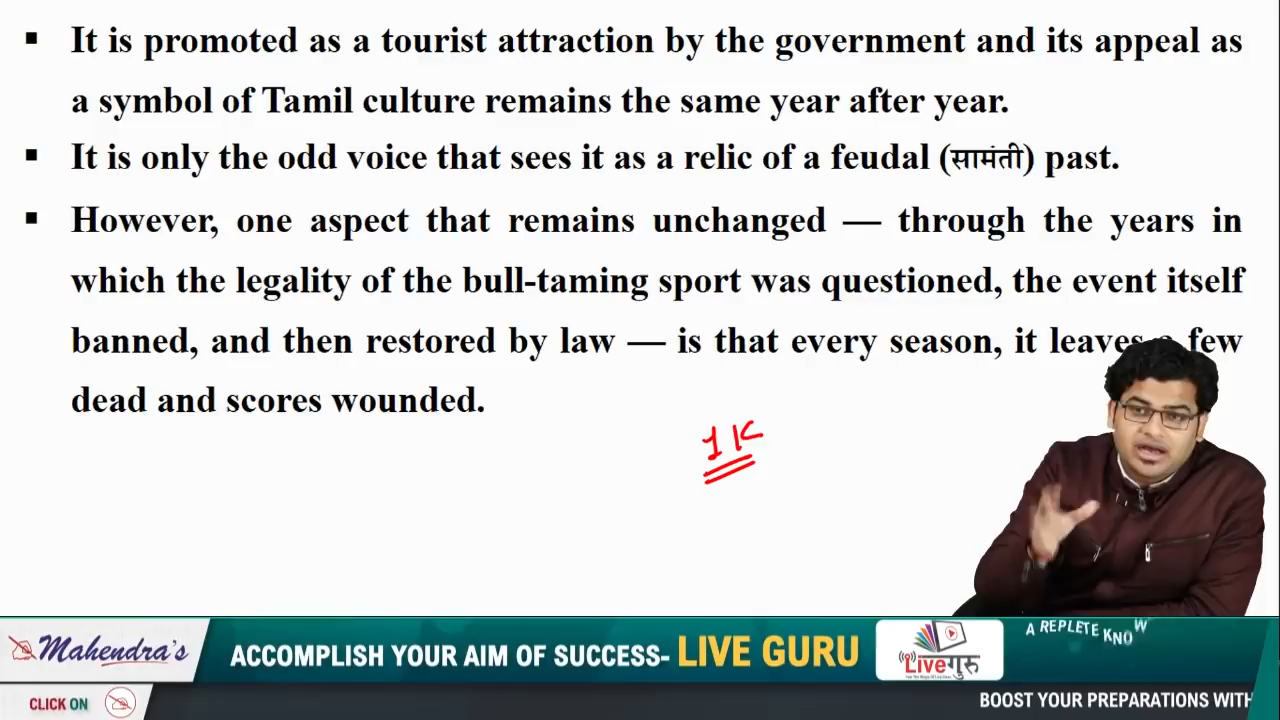 ▪ It is promoted as a tourist attraction by the government and its appeal as
a symbol of Tamil culture remains the same year after year.
▪ It is only the odd voice that sees it as a relic of a feudal (सामंती) past.
▪ However, one aspect that remains unchanged — through the years in
which the legality of the bull-taming sport was questioned, the event itself
banned, and then restored by law — is that every season, it leaves a few
dead and scores wounded.
1K
Mahendra's
ACCOMPLISH YOUR AIM OF SUCCESS- LIVE GURU
Liveगुरु
A REPLETE KNOW
CLICK ON
BOOST YOUR PREPARATIONS WITH